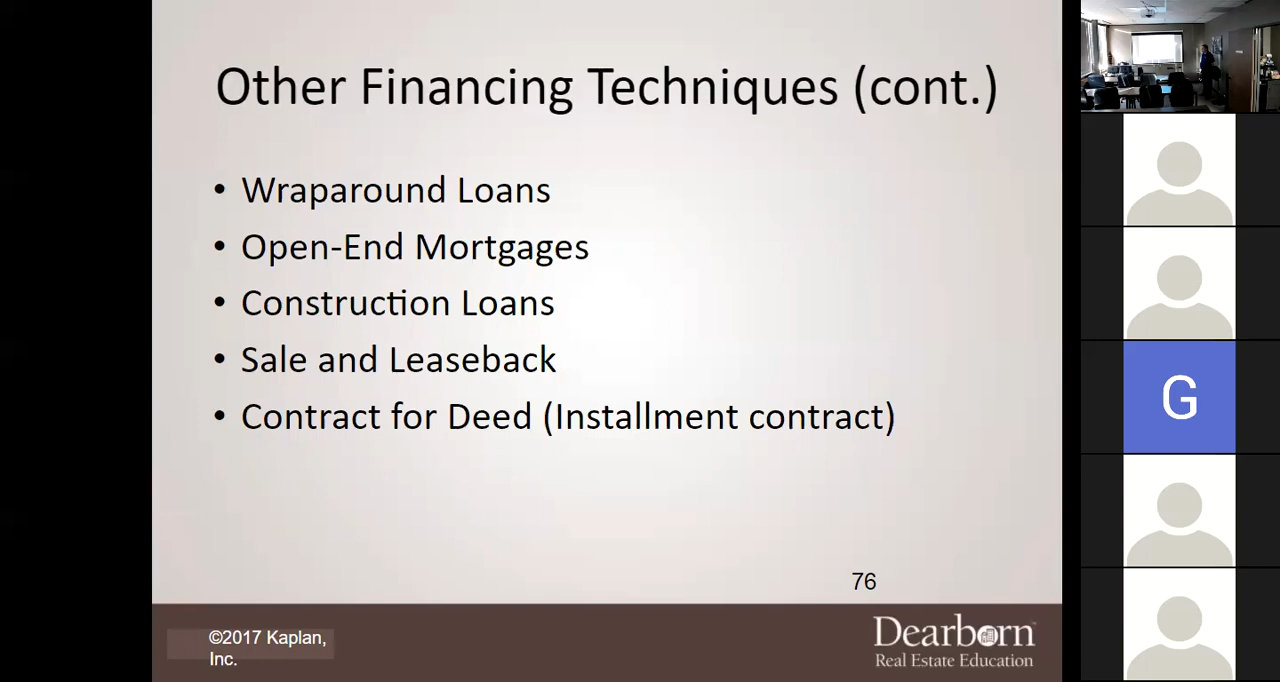 Other Financing Techniques (cont.)
• Wraparound Loans
• Open-End Mortgages
• Construction Loans
• Sale and Leaseback
• Contract for Deed (Installment contract)
76
©2017 Kaplan,
Inc.
Dearborn™
Real Estate Education
G